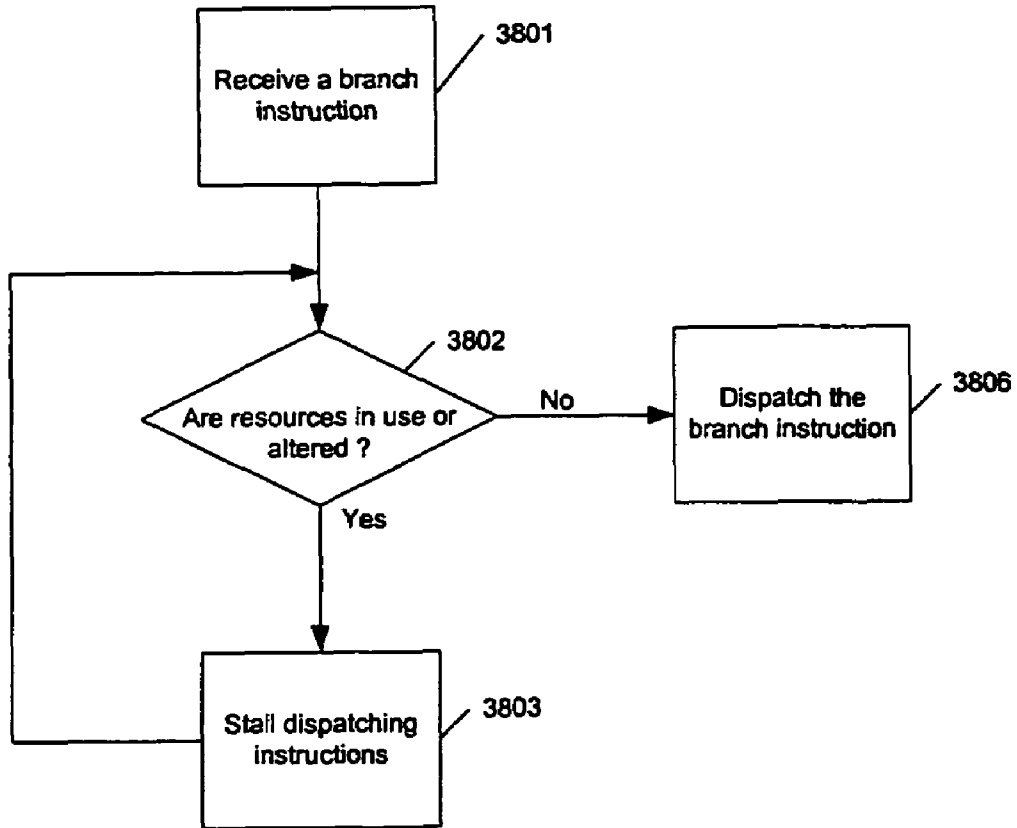 3801
Receive a branch
instruction
3802
Are resources in use or
altered ?
No
Dispatch the
branch instruction
3806
Yes
3803
Stall dispatching
instructions